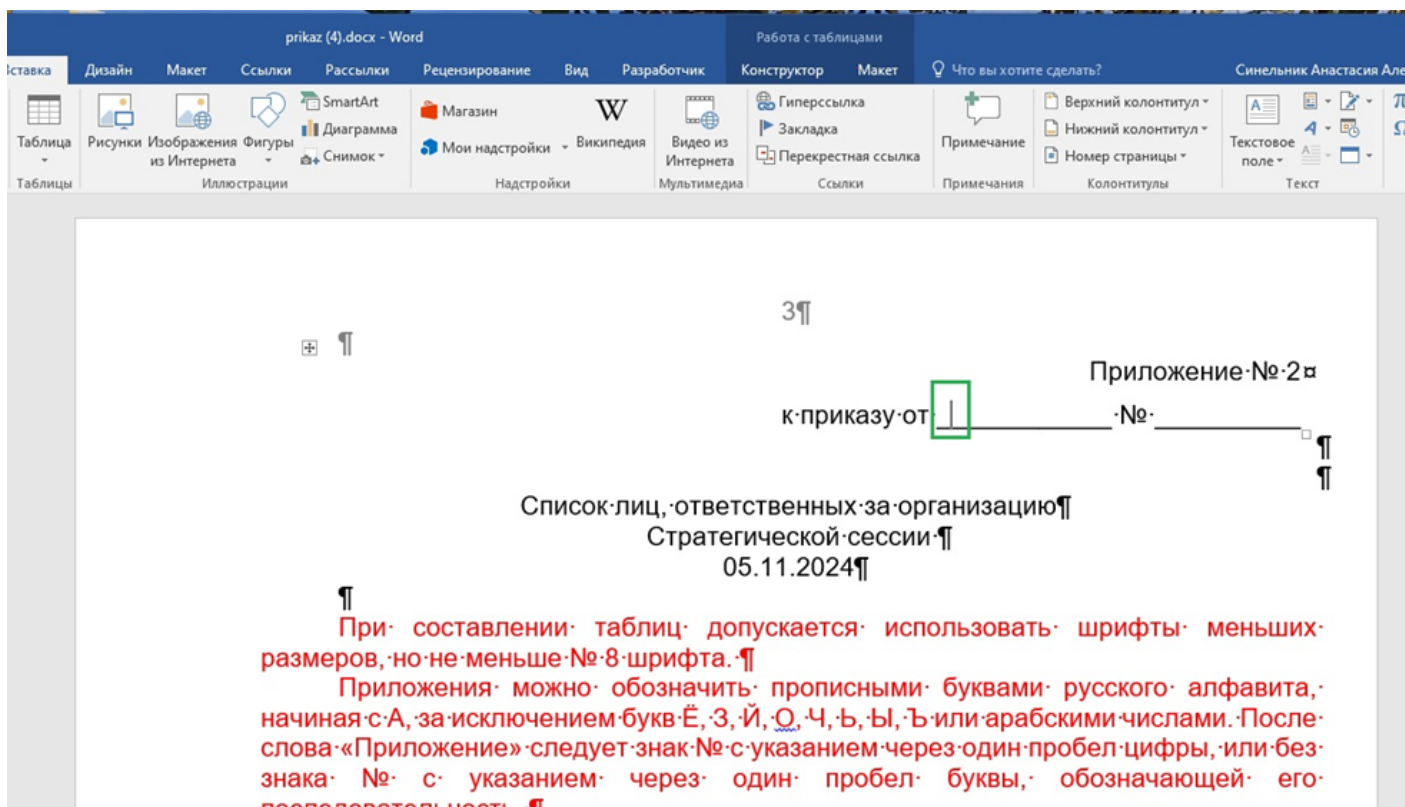 prikaz (4).docx - Word
Работа с таблицами
Вставка Дизайн Макет Ссылки Рассылки Рецензирование Вид Разработчик Конструктор Макет Что вы хотите сделать? Синельник Анастасия Але
Таблица
Рисунки
Изображения из Интернета
Фигуры
SmartArt
Диаграмма
Снимок
Магазин
Мои надстройки
W
Википедия
Видео из Интернета
Гиперссылка
Закладка
Перекрестная ссылка
Примечание
Верхний колонтитул
Нижний колонтитул
Номер страницы
Текстовое поле
π
Ω
Таблицы Иллюстрации Надстройки Мультимедиа Ссылки Примечания Колонтитулы Текст
3¶
¶
Приложение·№·2¤
к·приказу·от·______________·№·____________
¶
¶
Список·лиц,·ответственных·за·организацию¶
Стратегической·сессии·¶
05.11.2024¶
¶
При· составлении· таблиц· допускается· использовать· шрифты· меньших·
размеров,·но·не·меньше·№·8·шрифта.·¶
Приложения· можно· обозначить· прописными· буквами· русского· алфавита,·
начиная·с·А,·за·исключением·букв·Ё,·З,·Й,·О,·Ч,·Ь,·Ы,·Ъ·или·арабскими·числами.·После·
слова·«Приложение»·следует·знак·№·с·указанием·через·один·пробел·цифры,·или·без·
знака· №· с· указанием· через· один· пробел· буквы,· обозначающей· его·
последовательность.·¶